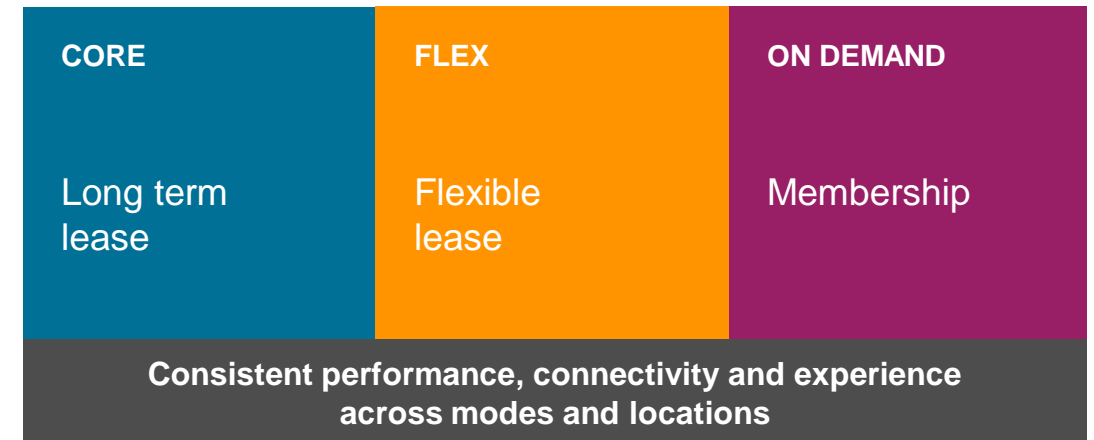 CORE
Long term
lease
FLEX
Flexible
lease
ON DEMAND
Membership
Consistent performance, connectivity and experience
across modes and locations